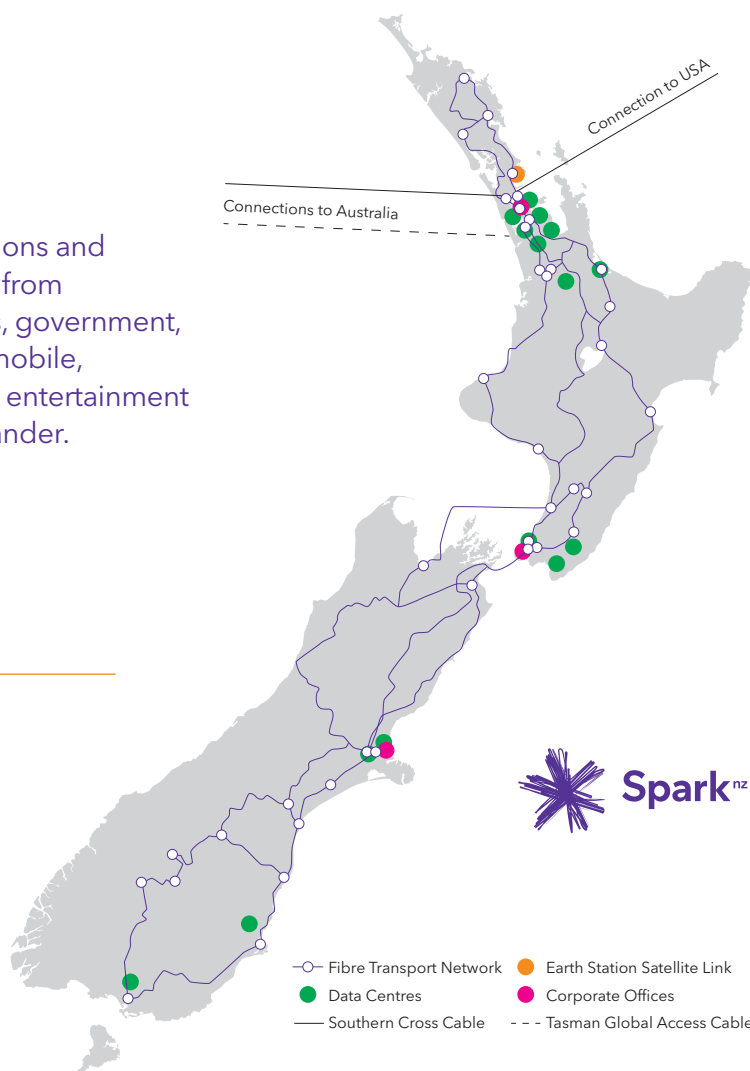 ons and
from
, government,
mobile,
entertainment
ander.
Connection to USA
Connections to Australia
Spark nz
Fibre Transport Network
Earth Station Satellite Link
Data Centres
Corporate Offices
Southern Cross Cable
Tasman Global Access Cable